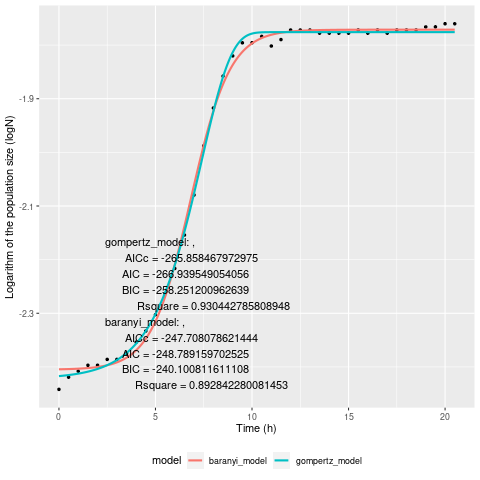 Logarithm of the population size (logN)
-1.9
-2.1
-2.3
gompertz_model: ,
AICc = -265.858467972975
AIC = -266.939549054056
BIC = -258.251200962639
Rsquare = 0.930442785808948
baranyi_model: ,
AICc = -247.708078621444
AIC = -248.789159702525
BIC = -240.100811611108
Rsquare = 0.892842280081453
0 5 10 15 20
Time (h)
model baranyi_model gompertz_model